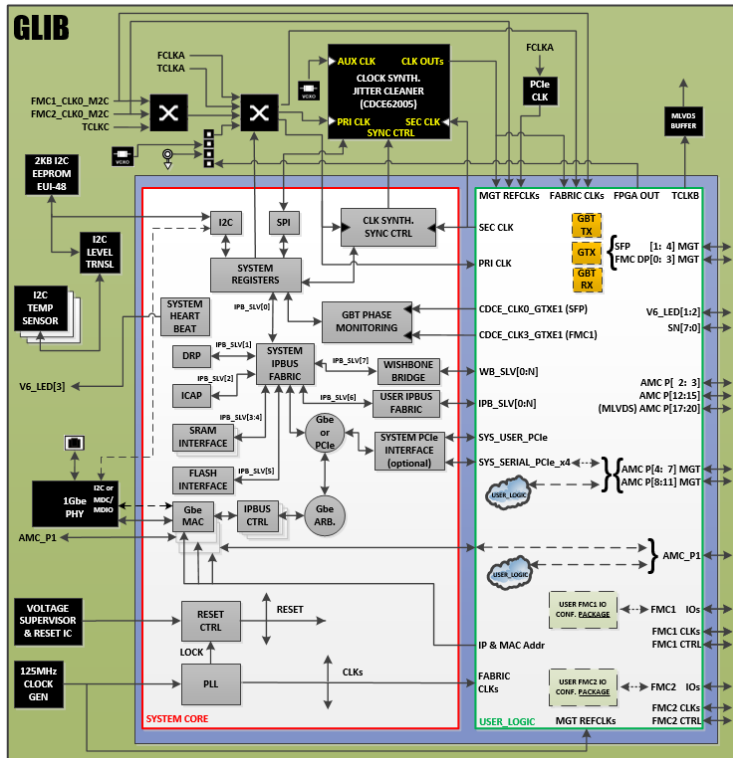 GLIB
FCLKA
TCLKA
FMC1_CLK0_M2C
FMC2_CLK0_M2C
TCLKC
VCXO
AUX CLK
CLK OUTs
CLOCK SYNTH.
JITTER CLEANER
(CDCE62005)
PRI CLK
SEC CLK
SYNC CTRL
FCLKA
PCIe
CLK
MLVDS
BUFFER
VCXO
2KB I2C
EEPROM
EUI-48
I2C
LEVEL
TRNSL
I2C
TEMP
SENSOR
V6_LED[3]
I2C
SPI
CLK SYNTH.
SYNC CTRL
SYSTEM
REGISTERS
SYSTEM
HEART
BEAT
IPB_SLV[0]
GBT PHASE
MONITORING
DRP
IPB_SLV[1]
SYSTEM
IPBUS
FABRIC
IPB_SLV[7]
WISHBONE
BRIDGE
ICAP
IPB_SLV[2]
IPB_SLV[6]
USER IPBUS
FABRIC
IPB_SLV[3:4]
SRAM
INTERFACE
Gbe
or
PCIe
SYSTEM PCIe
INTERFACE
(optional)
IPB_SLV[5]
FLASH
INTERFACE
1Gbe
PHY
I2C or
MDC/
MDIO
AMC_P1
Gbe
MAC
IPBUS
CTRL
Gbe
ARB.
VOLTAGE
SUPERVISOR
& RESET IC
RESET
CTRL
RESET
LOCK
125MHz
CLOCK
GEN
PLL
CLKs
SYSTEM CORE
MGT REFCLKs
FABRIC CLKs
FPGA OUT
TCLKB
SEC CLK
PRI CLK
GBT
TX
GTX
GBT
RX
SFP [1: 4] MGT
FMC DP[0: 3] MGT
CDCE_CLK0_GTXE1 (SFP)
CDCE_CLK3_GTXE1 (FMC1)
V6_LED[1:2]
SN[7:0]
WB_SLV[0:N]
IPB_SLV[0:N]
AMC P[ 2: 3]
AMC P[12:15]
(MLVDS) AMC P[17:20]
SYS_USER_PCIe
SYS_SERIAL_PCIe_x4
AMC P[4: 7] MGT
AMC P[8:11] MGT
USER_LOGIC
AMC_P1
USER_LOGIC
USER FMC1 IO
CONF. PACKAGE
FMC1 IOs
FMC1 CLKs
FMC1 CTRL
IP & MAC Addr
FABRIC
CLKs
USER FMC2 IO
CONF. PACKAGE
FMC2 IOs
FMC2 CLKs
FMC2 CTRL
MGT REFCLKs
USER_LOGIC